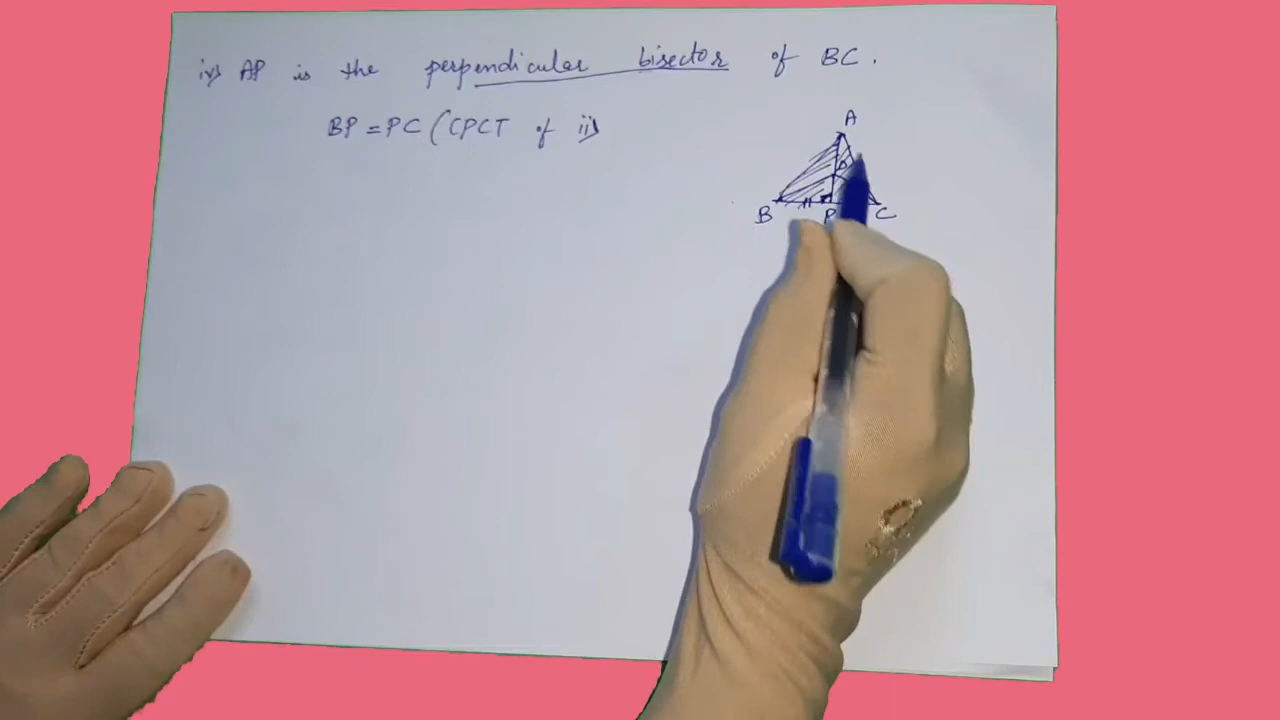 iv) AP is the perpendicular bisector of BC.
BP = PC (CPCT of ii)
A
B P C